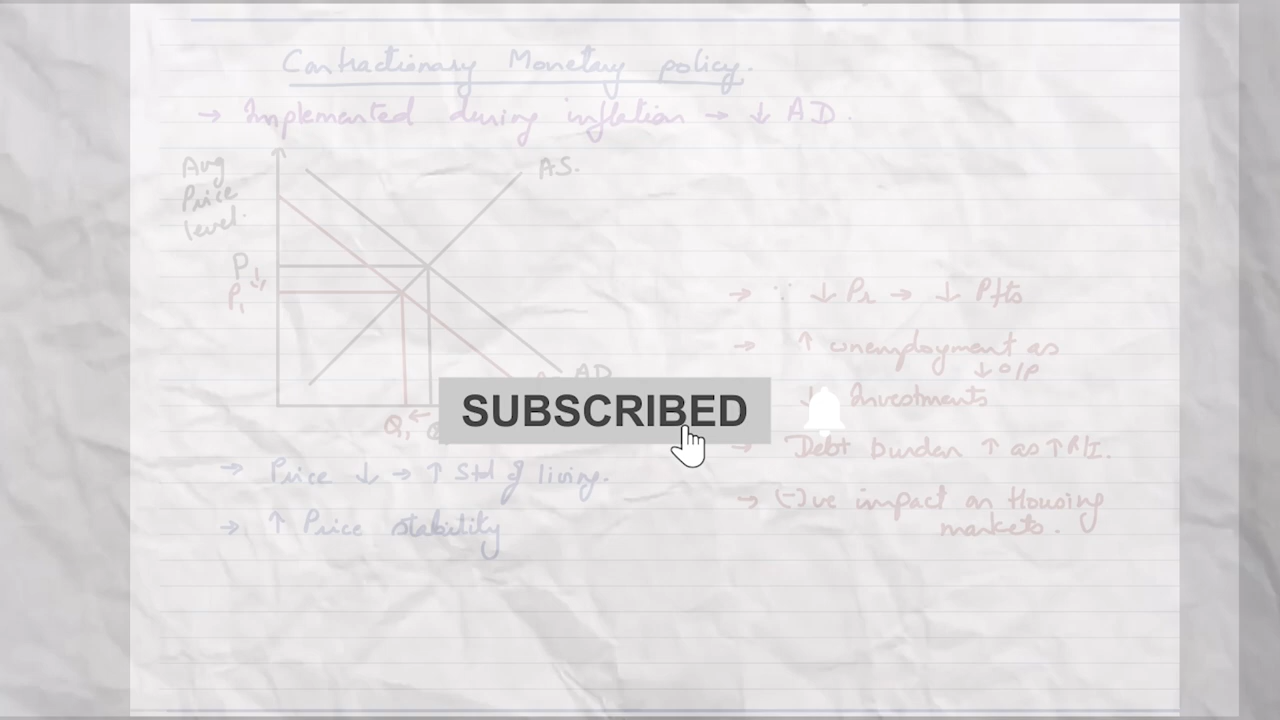 Contractionary Monetary policy.
→ Implemented during inflation → ↓ AD.
Avg
Price
level.
AS.
P
P₁
AD
Q₁ ←
SUBSCRIBED
→ Price ↓ → ↑ Std of living.
→ ↑ Price stability
→ ∵ ↓ Pr → ↓ Pfts
→ ↑ unemployment as
↓ o/p
↓ Investments
→ Debt burden ↑ as ↑ R/I.
→ (-)ve impact on Housing
markets.